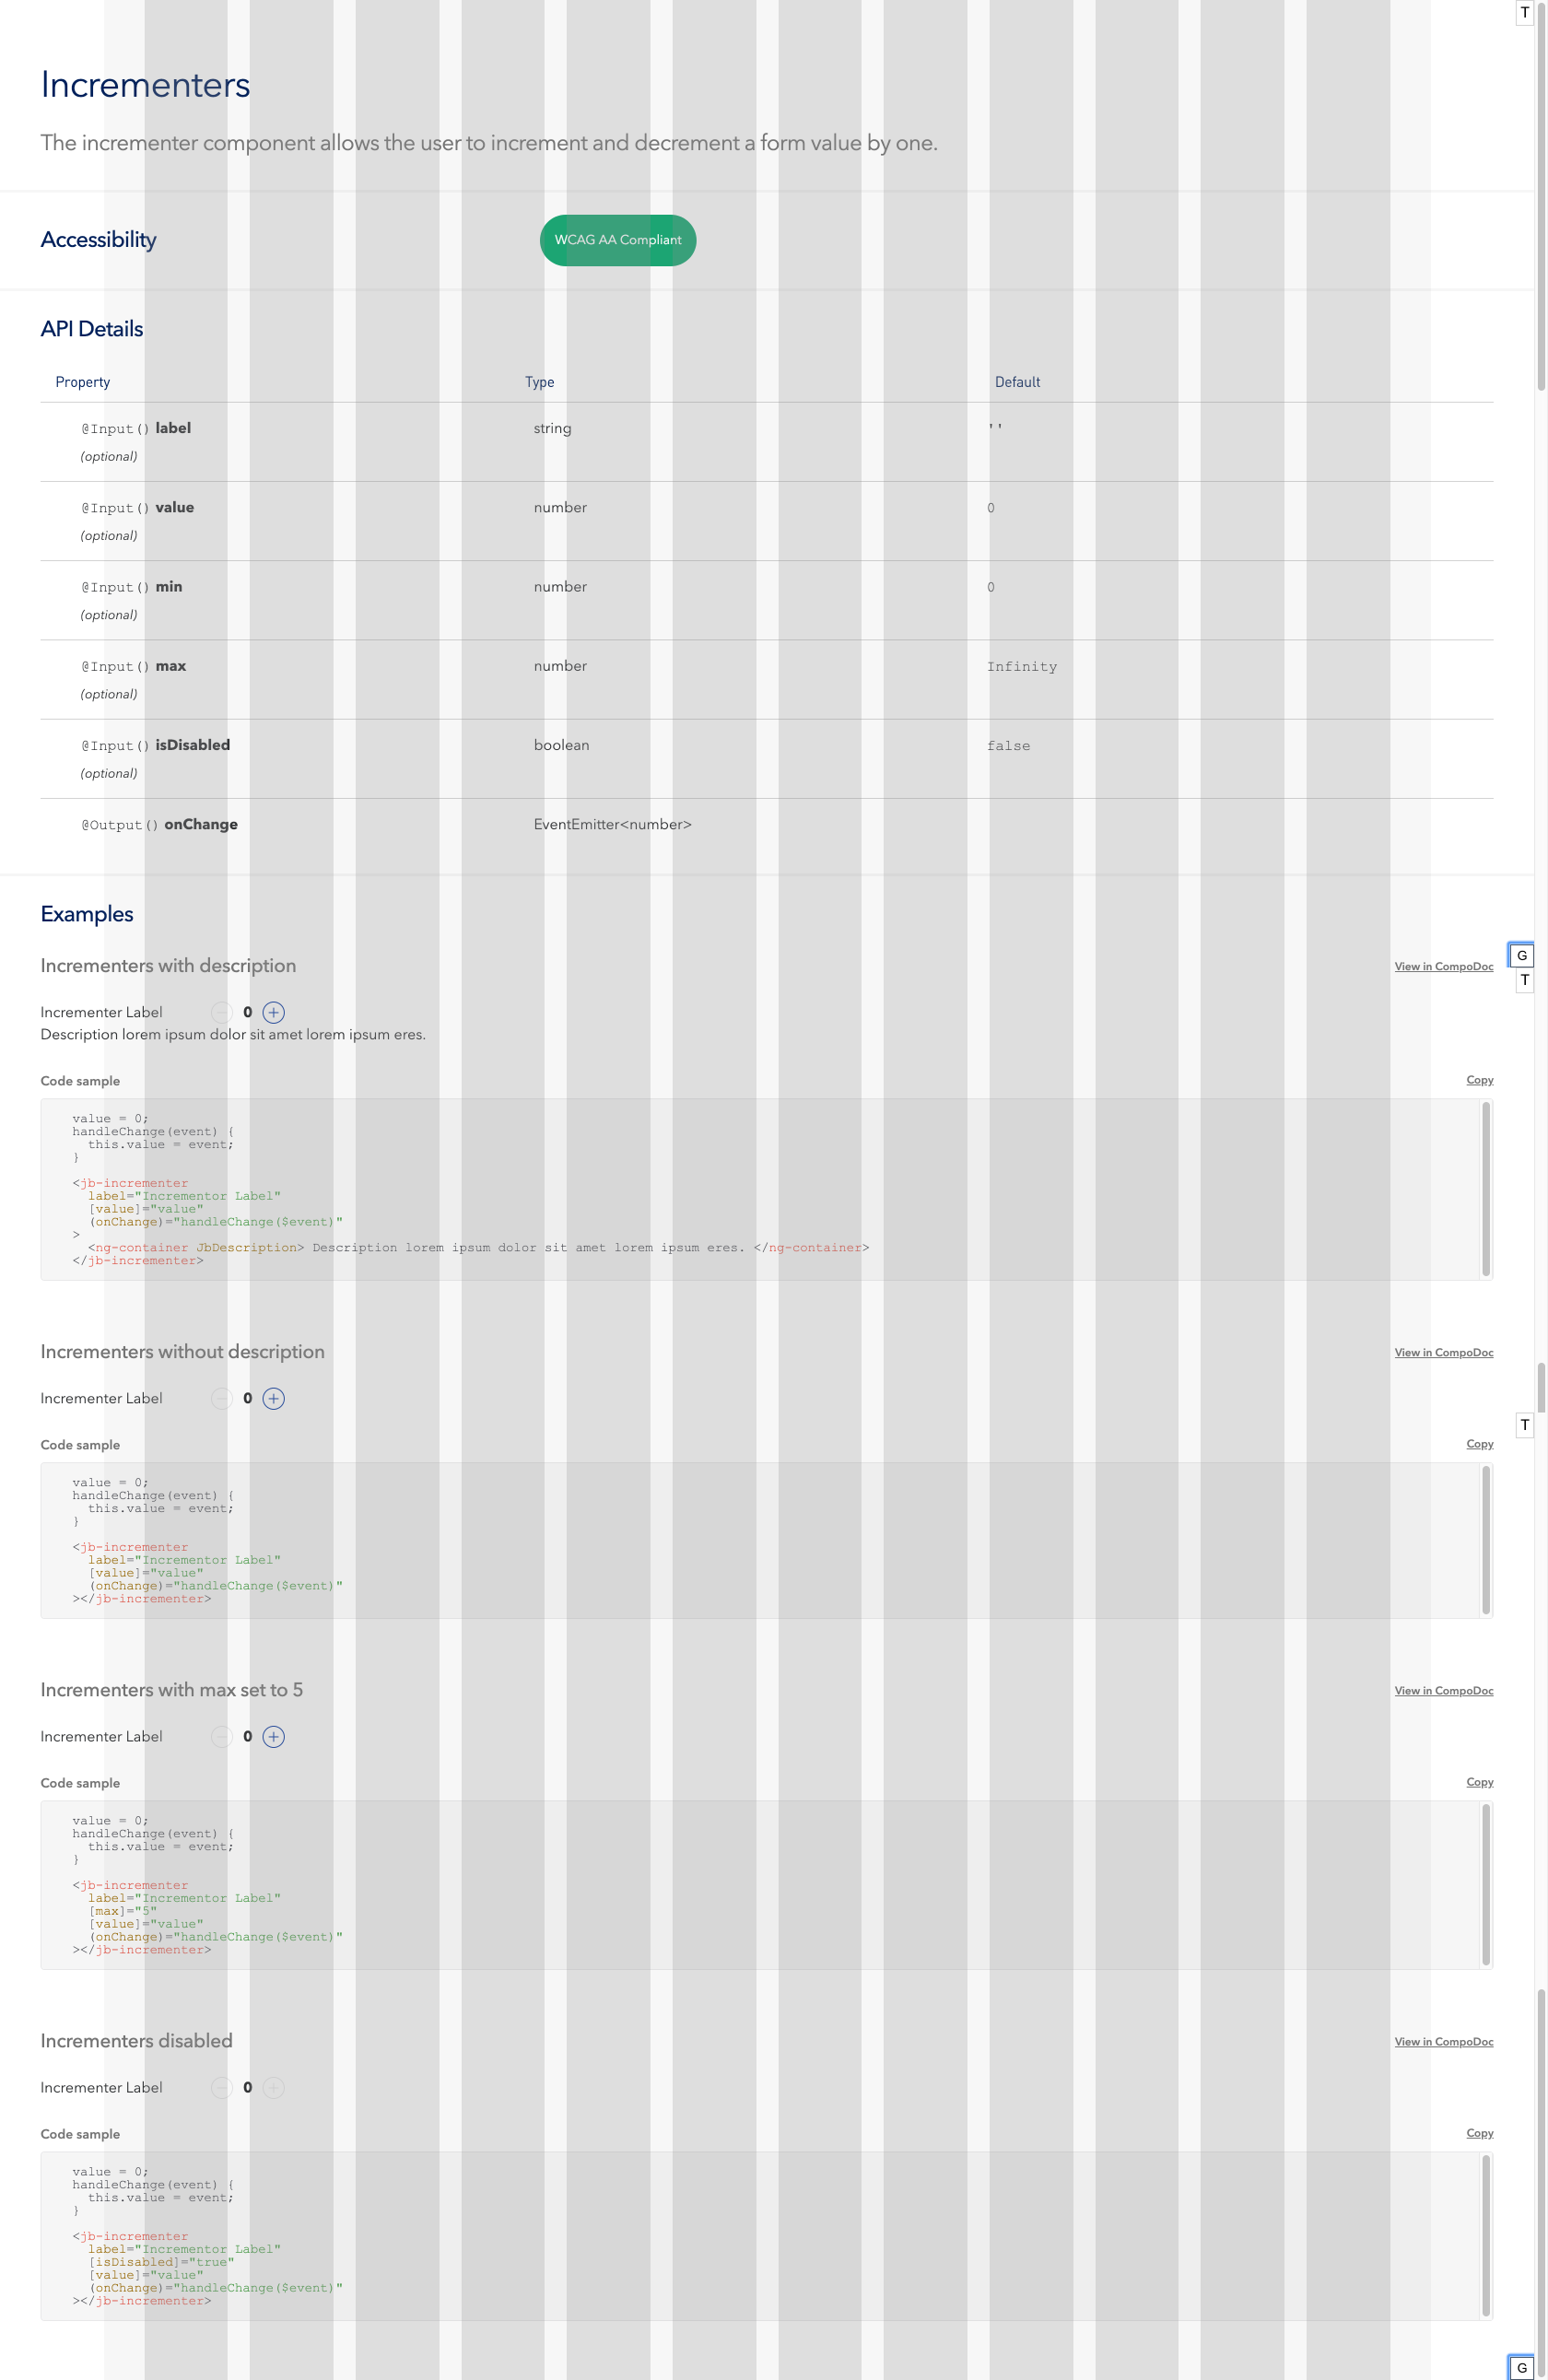 T
Incrementers
The incrementer component allows the user to increment and decrement a form value by one.
Accessibility WCAG AA Compliant
API Details
Property Type Default
@Input() label string ''
(optional)
@Input() value number 0
(optional)
@Input() min number 0
(optional)
@Input() max number Infinity
(optional)
@Input() isDisabled boolean false
(optional)
@Output() onChange EventEmitter<number>
Examples
Incrementers with description View in CompoDoc
G
T
Incrementer Label − 0 +
Description lorem ipsum dolor sit amet lorem ipsum eres.
Code sample Copy
value = 0;
handleChange(event) {
  this.value = event;
}
<jb-incrementer
  label="Incrementor Label"
  [value]="value"
  (onChange)="handleChange($event)"
>
  <ng-container JbDescription> Description lorem ipsum dolor sit amet lorem ipsum eres. </ng-container>
</jb-incrementer>
Incrementers without description View in CompoDoc
Incrementer Label − 0 +
T
Code sample Copy
value = 0;
handleChange(event) {
  this.value = event;
}
<jb-incrementer
  label="Incrementor Label"
  [value]="value"
  (onChange)="handleChange($event)"
></jb-incrementer>
Incrementers with max set to 5 View in CompoDoc
Incrementer Label − 0 +
Code sample Copy
value = 0;
handleChange(event) {
  this.value = event;
}
<jb-incrementer
  label="Incrementor Label"
  [max]="5"
  [value]="value"
  (onChange)="handleChange($event)"
></jb-incrementer>
Incrementers disabled View in CompoDoc
Incrementer Label − 0 +
Code sample Copy
value = 0;
handleChange(event) {
  this.value = event;
}
<jb-incrementer
  label="Incrementor Label"
  [isDisabled]="true"
  [value]="value"
  (onChange)="handleChange($event)"
></jb-incrementer>
G